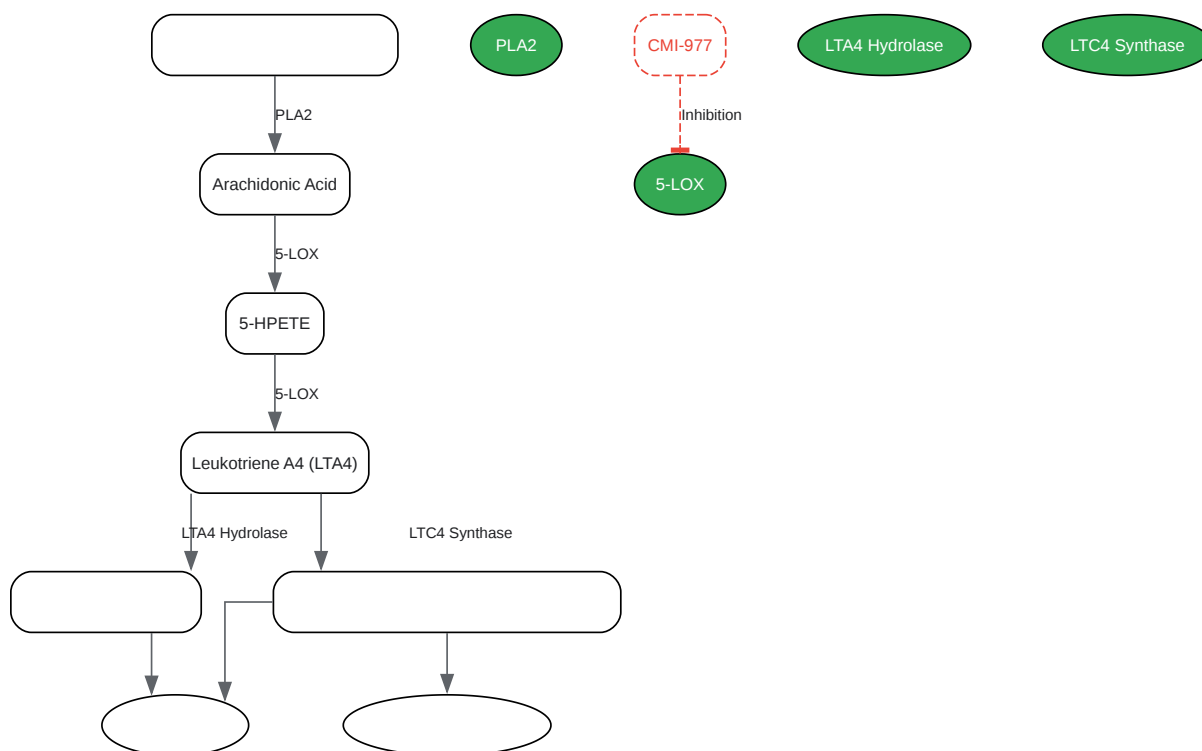 PLA2
CMI-977
LTA4 Hydrolase
LTC4 Synthase
PLA2
Inhibition
Arachidonic Acid
5-LOX
5-LOX
5-HPETE
5-LOX
Leukotriene A4 (LTA4)
LTA4 Hydrolase
LTC4 Synthase